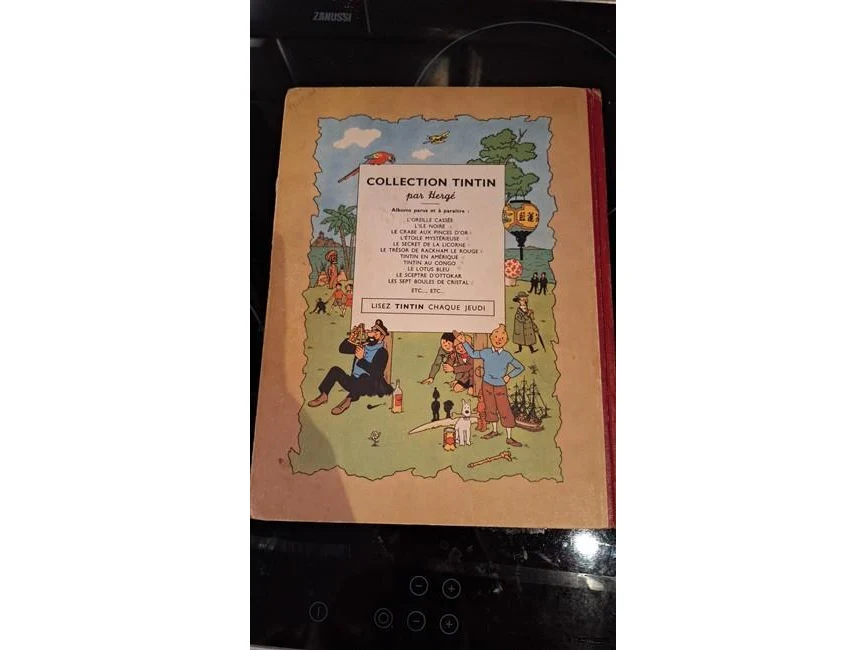 ZANUSSI
COLLECTION TINTIN
par Hergé
Albums parus et à paraître :
L'OREILLE CASSÉE
L'ILE NOIRE
LE CRABE AUX PINCES D'OR
L'ÉTOILE MYSTÉRIEUSE
LE SECRET DE LA LICORNE
LE TRÉSOR DE RACKHAM LE ROUGE
TINTIN EN AMÉRIQUE
TINTIN AU CONGO
LE LOTUS BLEU
LE SCEPTRE D'OTTOKAR
LES SEPT BOULES DE CRISTAL
ETC..., ETC...
LISEZ TINTIN CHAQUE JEUDI